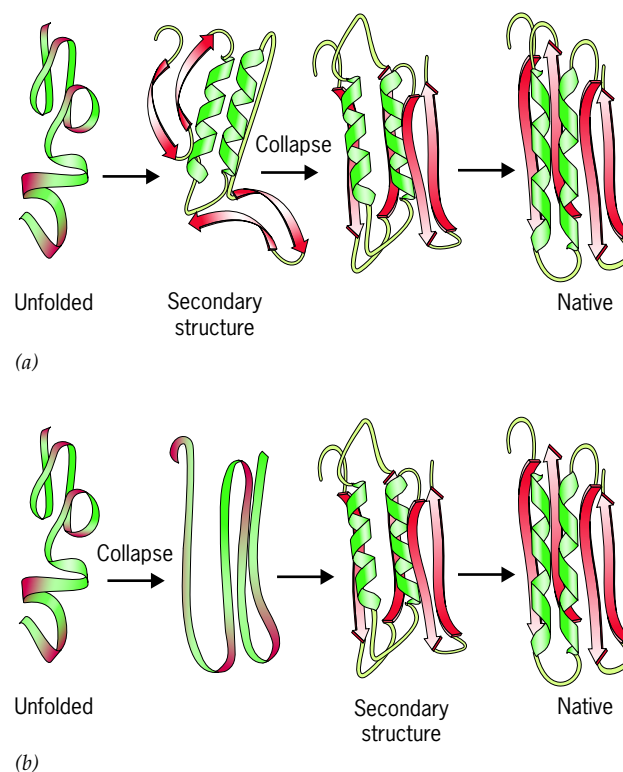 Collapse
Unfolded
Secondary
structure
Native
(a)
Collapse
Unfolded
Secondary
structure
Native
(b)